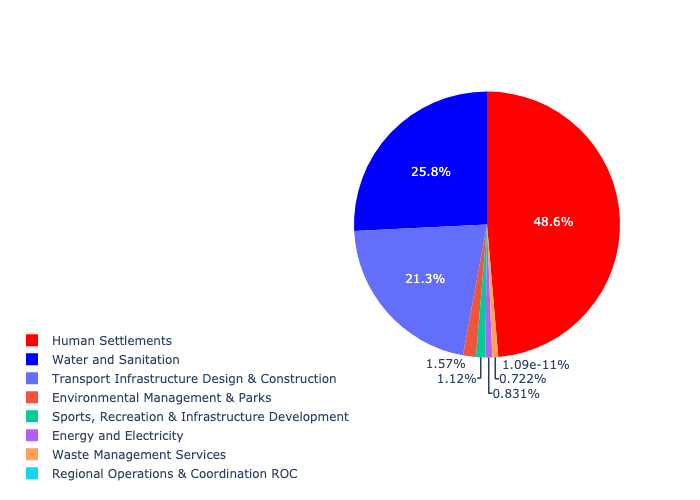 25.8%
48.6%
21.3%
1.57%
1.09e-11%
1.12%
0.722%
0.831%
Human Settlements
Water and Sanitation
Transport Infrastructure Design & Construction
Environmental Management & Parks
Sports, Recreation & Infrastructure Development
Energy and Electricity
Waste Management Services
Regional Operations & Coordination ROC